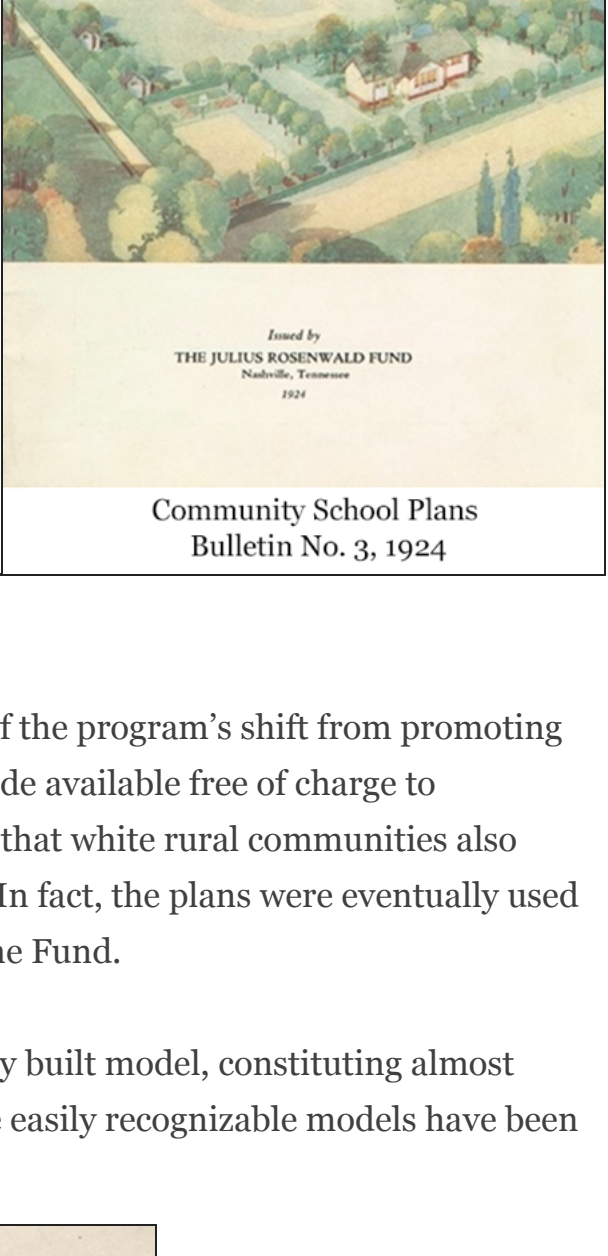 Issued by
THE JULIUS ROSENWALD FUND
Nashville, Tennessee
1924
Community School Plans
Bulletin No. 3, 1924
f the program’s shift from promoting
de available free of charge to
that white rural communities also
In fact, the plans were eventually used
he Fund.
y built model, constituting almost
e easily recognizable models have been